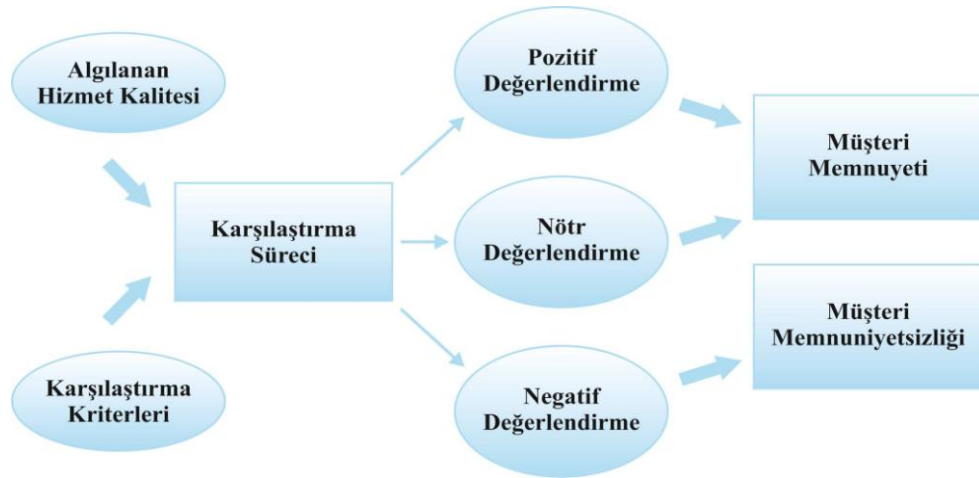 Algılanan
Hizmet Kalitesi
Karşılaştırma
Kriterleri
Karşılaştırma
Süreci
Pozitif
Değerlendirme
Nötr
Değerlendirme
Negatif
Değerlendirme
Müşteri
Memnuyeti
Müşteri
Memnuniyetsizliği